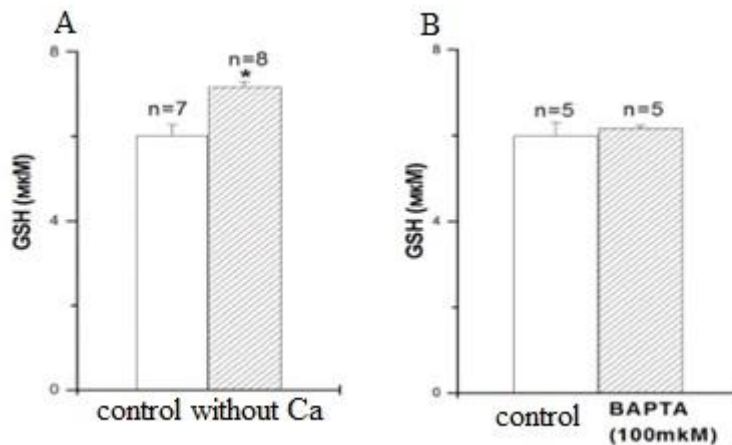 A
8
n=8
*
n=7
GSH (мкМ)
4
0
control without Ca
B
8
n=5 n=5
GSH (мкМ)
4
0
control
BAPTA
(100mkM)